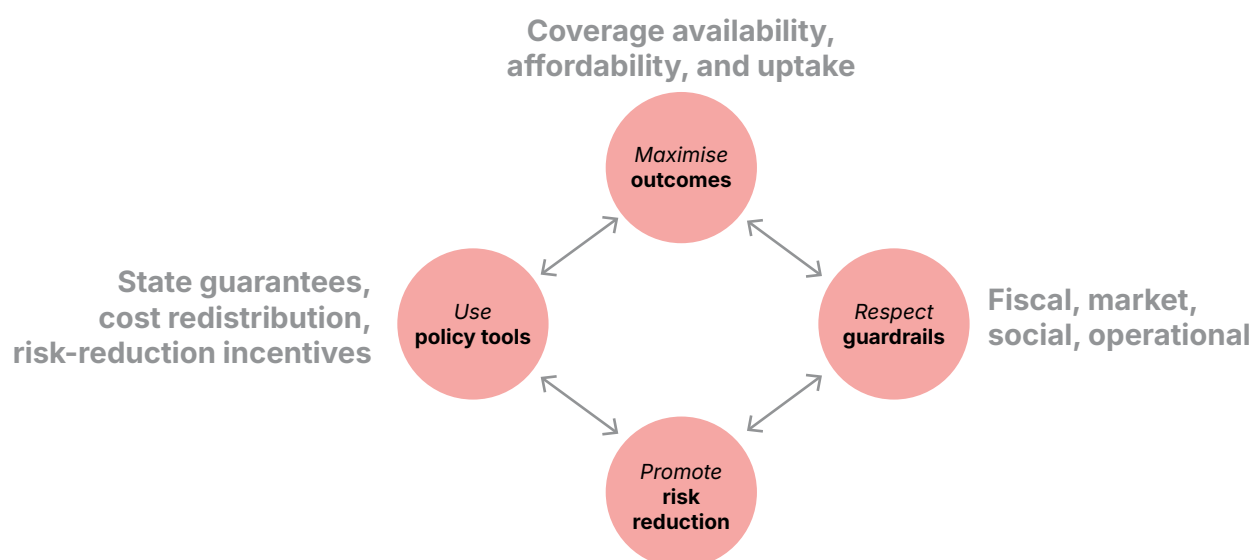 Coverage availability,
affordability, and uptake
Maximise
outcomes
State guarantees,
cost redistribution,
risk-reduction incentives
Use
policy tools
Respect
guardrails
Fiscal, market,
social, operational
Promote
risk
reduction